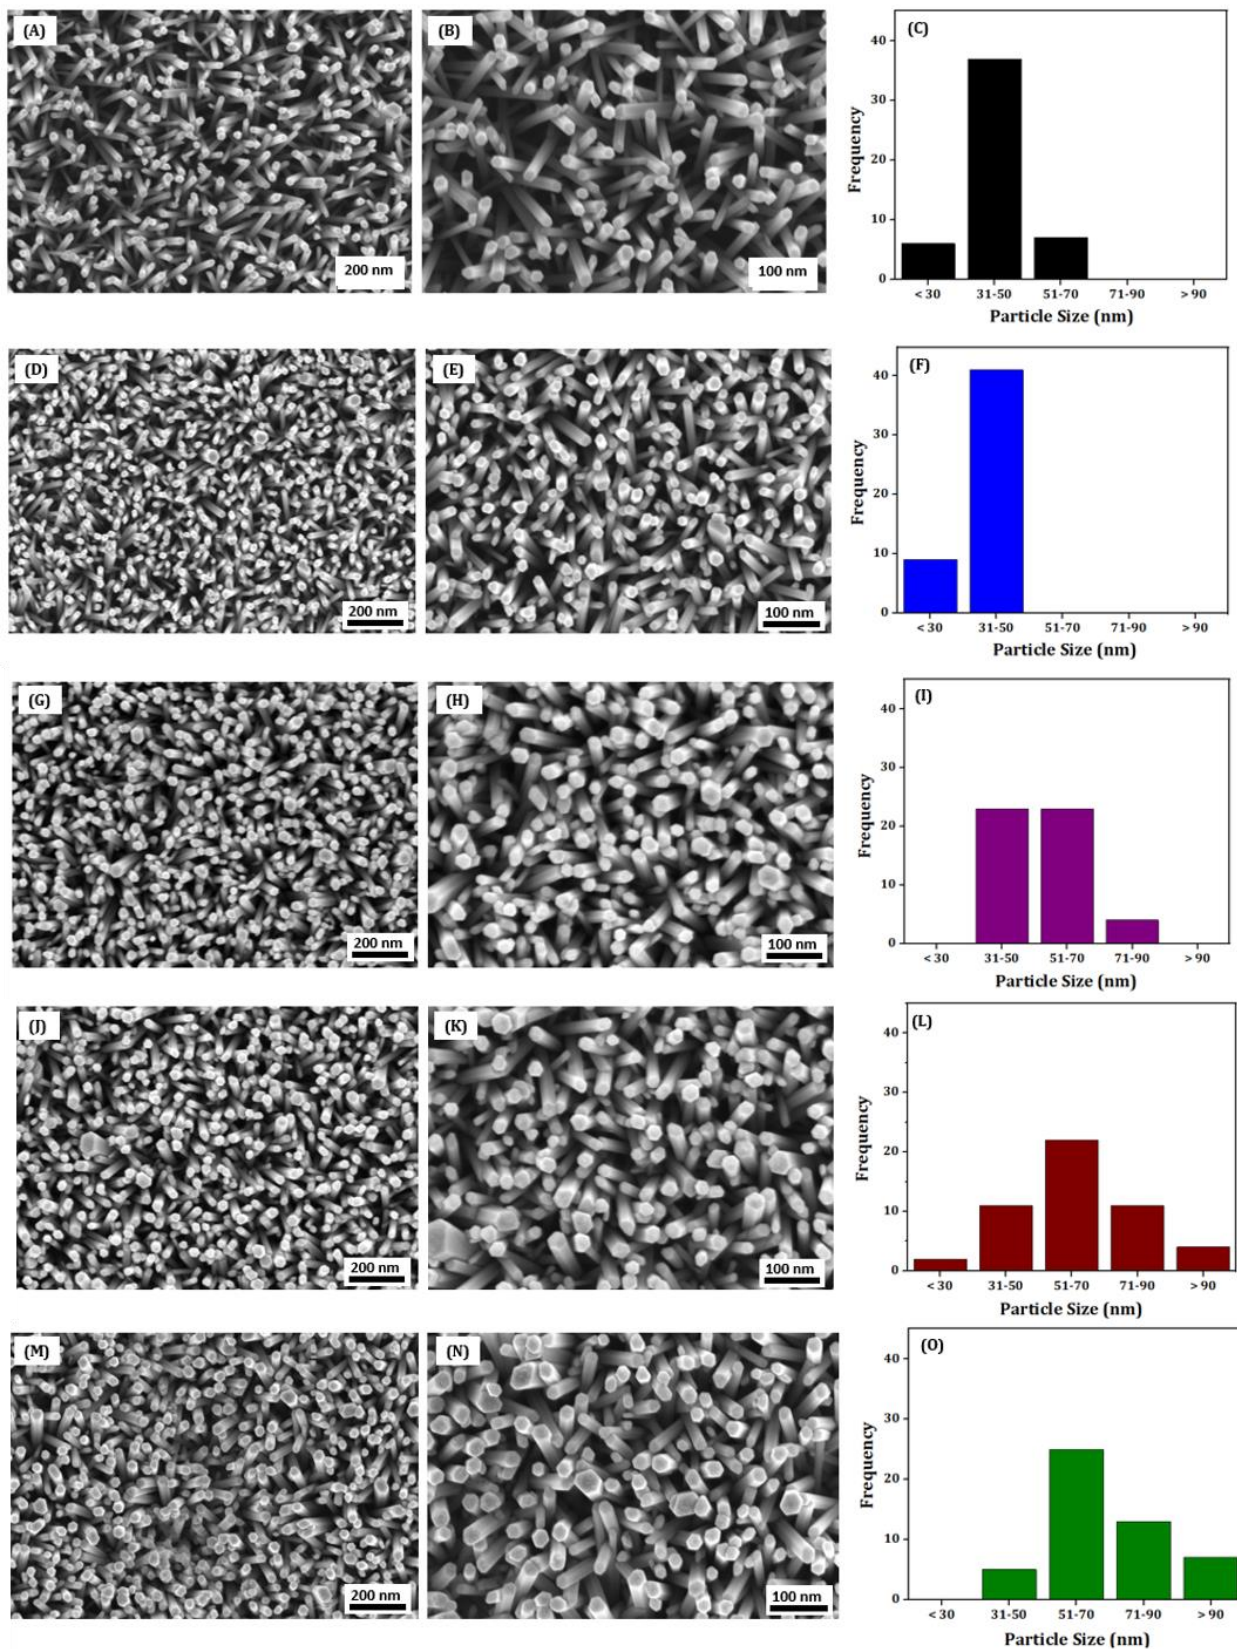 (A)
200 nm
(B)
100 nm
(C)
Frequency
40
30
20
10
0
< 30 31-50 51-70 71-90 > 90
Particle Size (nm)
(D)
200 nm
(E)
100 nm
(F)
Frequency
40
30
20
10
0
< 30 31-50 51-70 71-90 > 90
Particle Size (nm)
(G)
200 nm
(H)
100 nm
(I)
Frequency
40
30
20
10
0
< 30 31-50 51-70 71-90 > 90
Particle Size (nm)
(J)
200 nm
(K)
100 nm
(L)
Frequency
40
30
20
10
0
< 30 31-50 51-70 71-90 > 90
Particle Size (nm)
(M)
200 nm
(N)
100 nm
(O)
Frequency
40
30
20
10
0
< 30 31-50 51-70 71-90 > 90
Particle Size (nm)